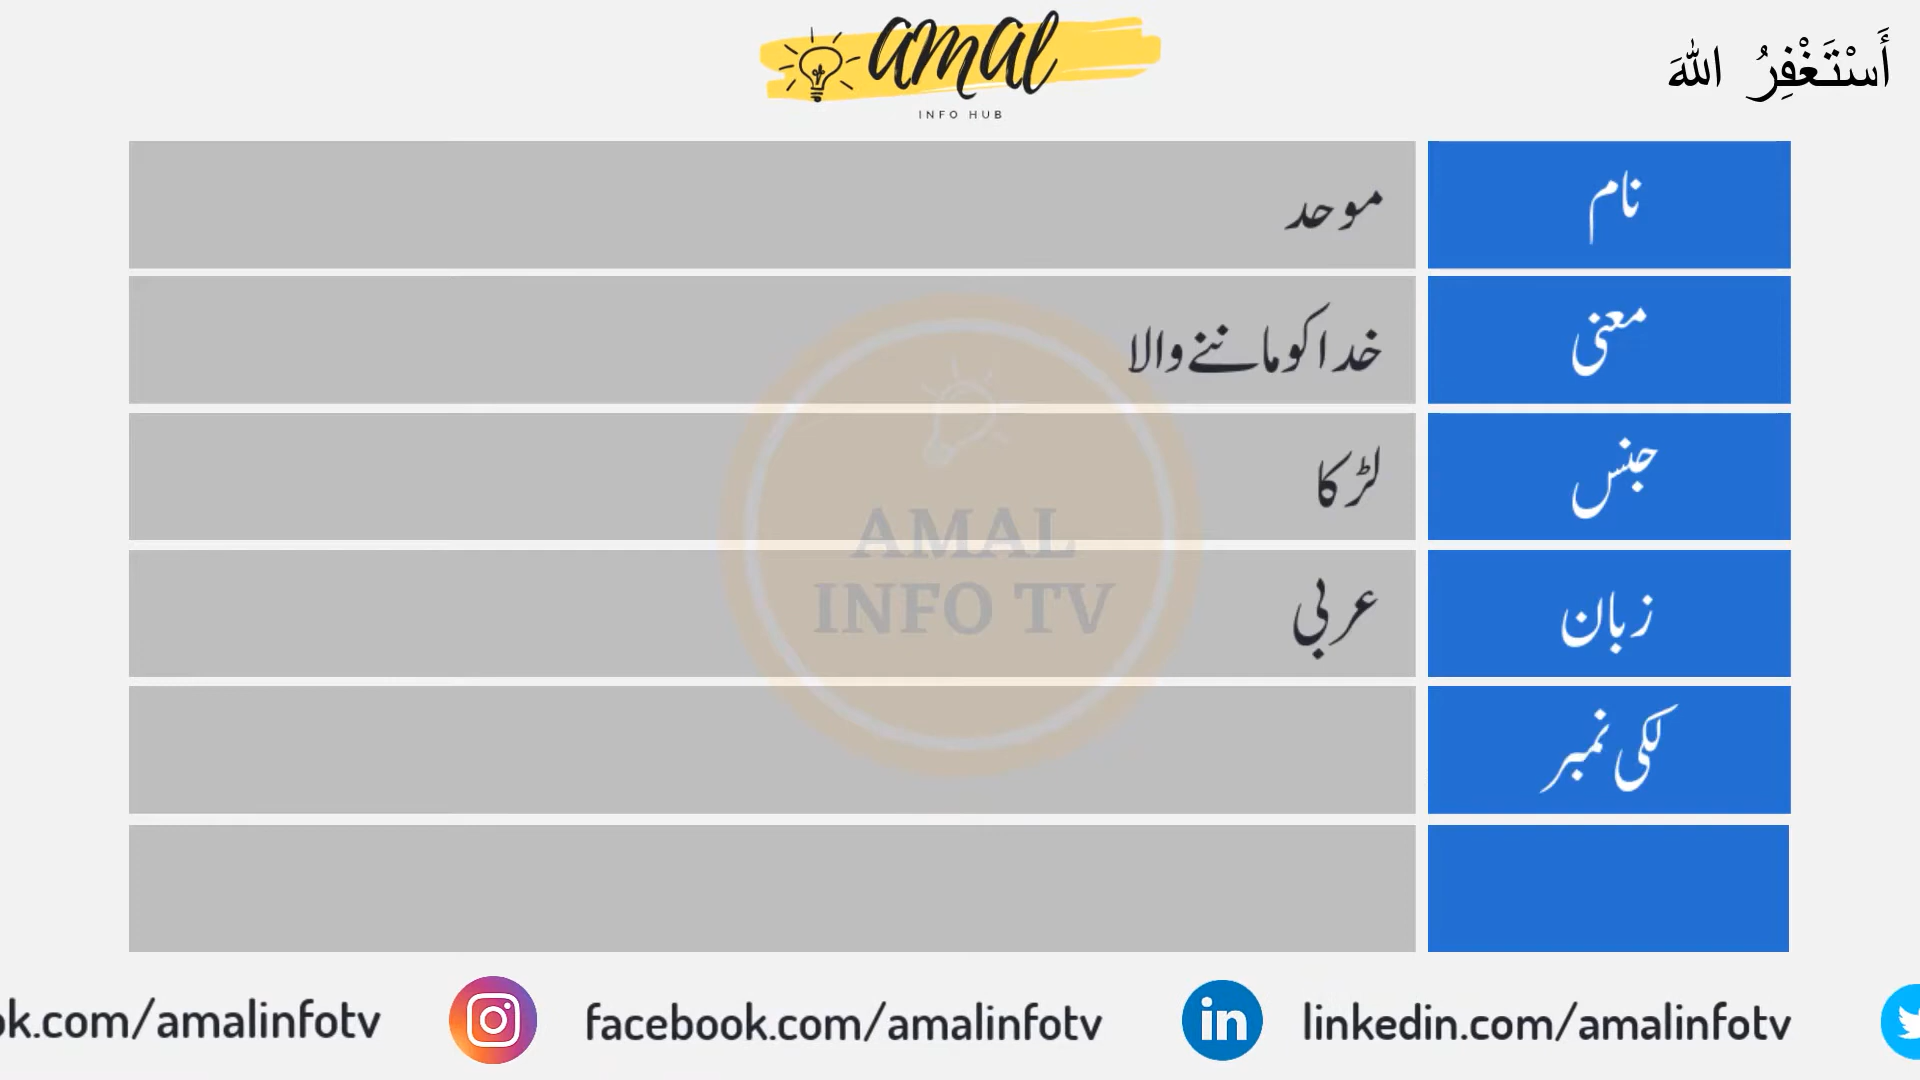 amal
INFO HUB
أَسْتَغْفِرُ اللهَ
نام موحد
معنی خدا کو ماننے والا
جنس لڑکا
زبان عربی
لکی نمبر
AMAL
INFO TV
ok.com/amalinfotv facebook.com/amalinfotv linkedin.com/amalinfotv